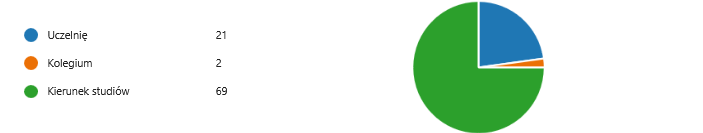 Uczelnię 21
Kolegium 2
Kierunek studiów 69